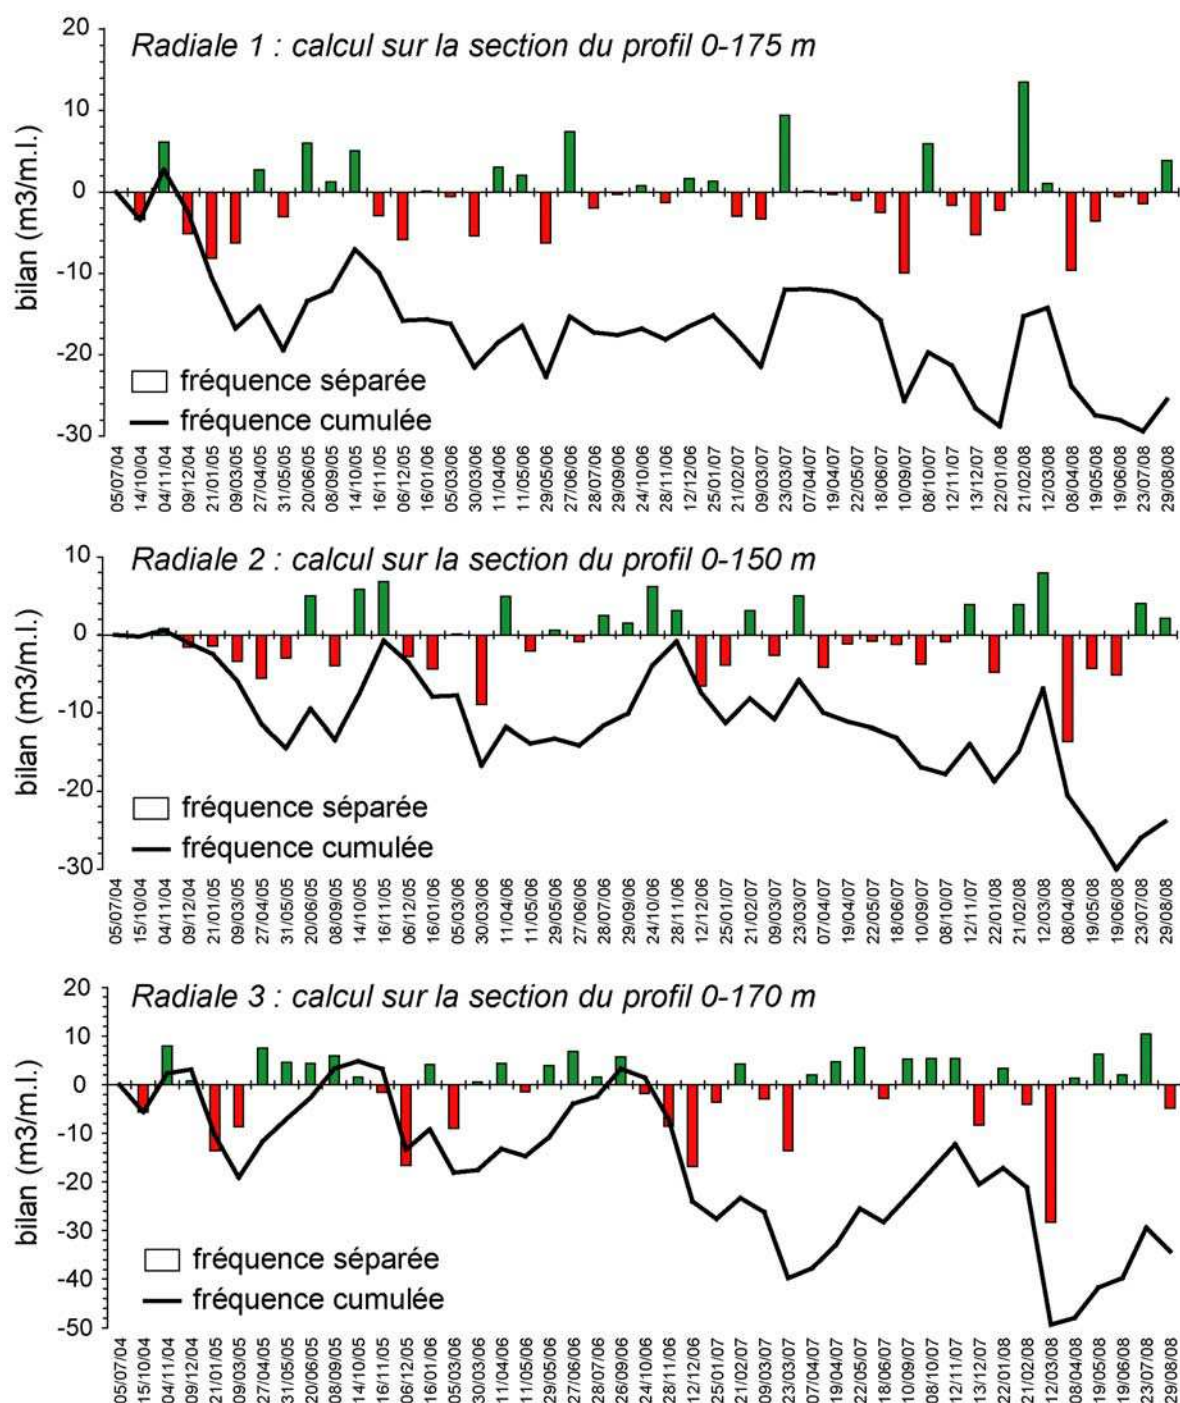 20
10
0
-10
-20
-30
bilan (m3/m.l.)
Radiale 1 : calcul sur la section du profil 0-175 m
fréquence séparée
fréquence cumulée
05/07/04 14/10/04 04/11/04 09/12/04 21/01/05 09/03/05 27/04/05 31/05/05 20/06/05 08/09/05 14/10/05 16/11/05 06/12/05 16/01/06 05/03/06 30/03/06 11/04/06 11/05/06 29/05/06 27/06/06 28/07/06 29/09/06 24/10/06 28/11/06 12/12/06 25/01/07 21/02/07 09/03/07 23/03/07 07/04/07 19/04/07 22/05/07 18/06/07 10/09/07 08/10/07 12/11/07 13/12/07 22/01/08 21/02/08 12/03/08 08/04/08 19/05/08 19/06/08 23/07/08 29/08/08
10
0
-10
-20
-30
bilan (m3/m.l.)
Radiale 2 : calcul sur la section du profil 0-150 m
fréquence séparée
fréquence cumulée
05/07/04 15/10/04 04/11/04 09/12/04 21/01/05 09/03/05 27/04/05 31/05/05 20/06/05 08/09/05 14/10/05 16/11/05 06/12/05 16/01/06 05/03/06 30/03/06 11/04/06 11/05/06 29/05/06 27/06/06 28/07/06 29/09/06 24/10/06 28/11/06 12/12/06 25/01/07 21/02/07 09/03/07 23/03/07 07/04/07 19/04/07 22/05/07 18/06/07 10/09/07 08/10/07 12/11/07 22/01/08 21/02/08 12/03/08 08/04/08 19/05/08 19/06/08 23/07/08 29/08/08
20
10
0
-10
-20
-30
-40
-50
bilan (m3/m.l.)
Radiale 3 : calcul sur la section du profil 0-170 m
fréquence séparée
fréquence cumulée
05/07/04 15/10/04 04/11/04 09/12/04 21/01/05 09/03/05 27/04/05 31/05/05 20/06/05 08/09/05 14/10/05 16/11/05 06/12/05 16/01/06 05/03/06 30/03/06 11/04/06 11/05/06 29/05/06 27/06/06 28/07/06 26/09/06 24/10/06 28/11/06 12/12/06 25/01/07 21/02/07 09/03/07 23/03/07 07/04/07 19/04/07 22/05/07 18/06/07 10/09/07 08/10/07 12/11/07 13/12/07 22/01/08 21/02/08 12/03/08 08/04/08 19/05/08 19/06/08 23/07/08 29/08/08